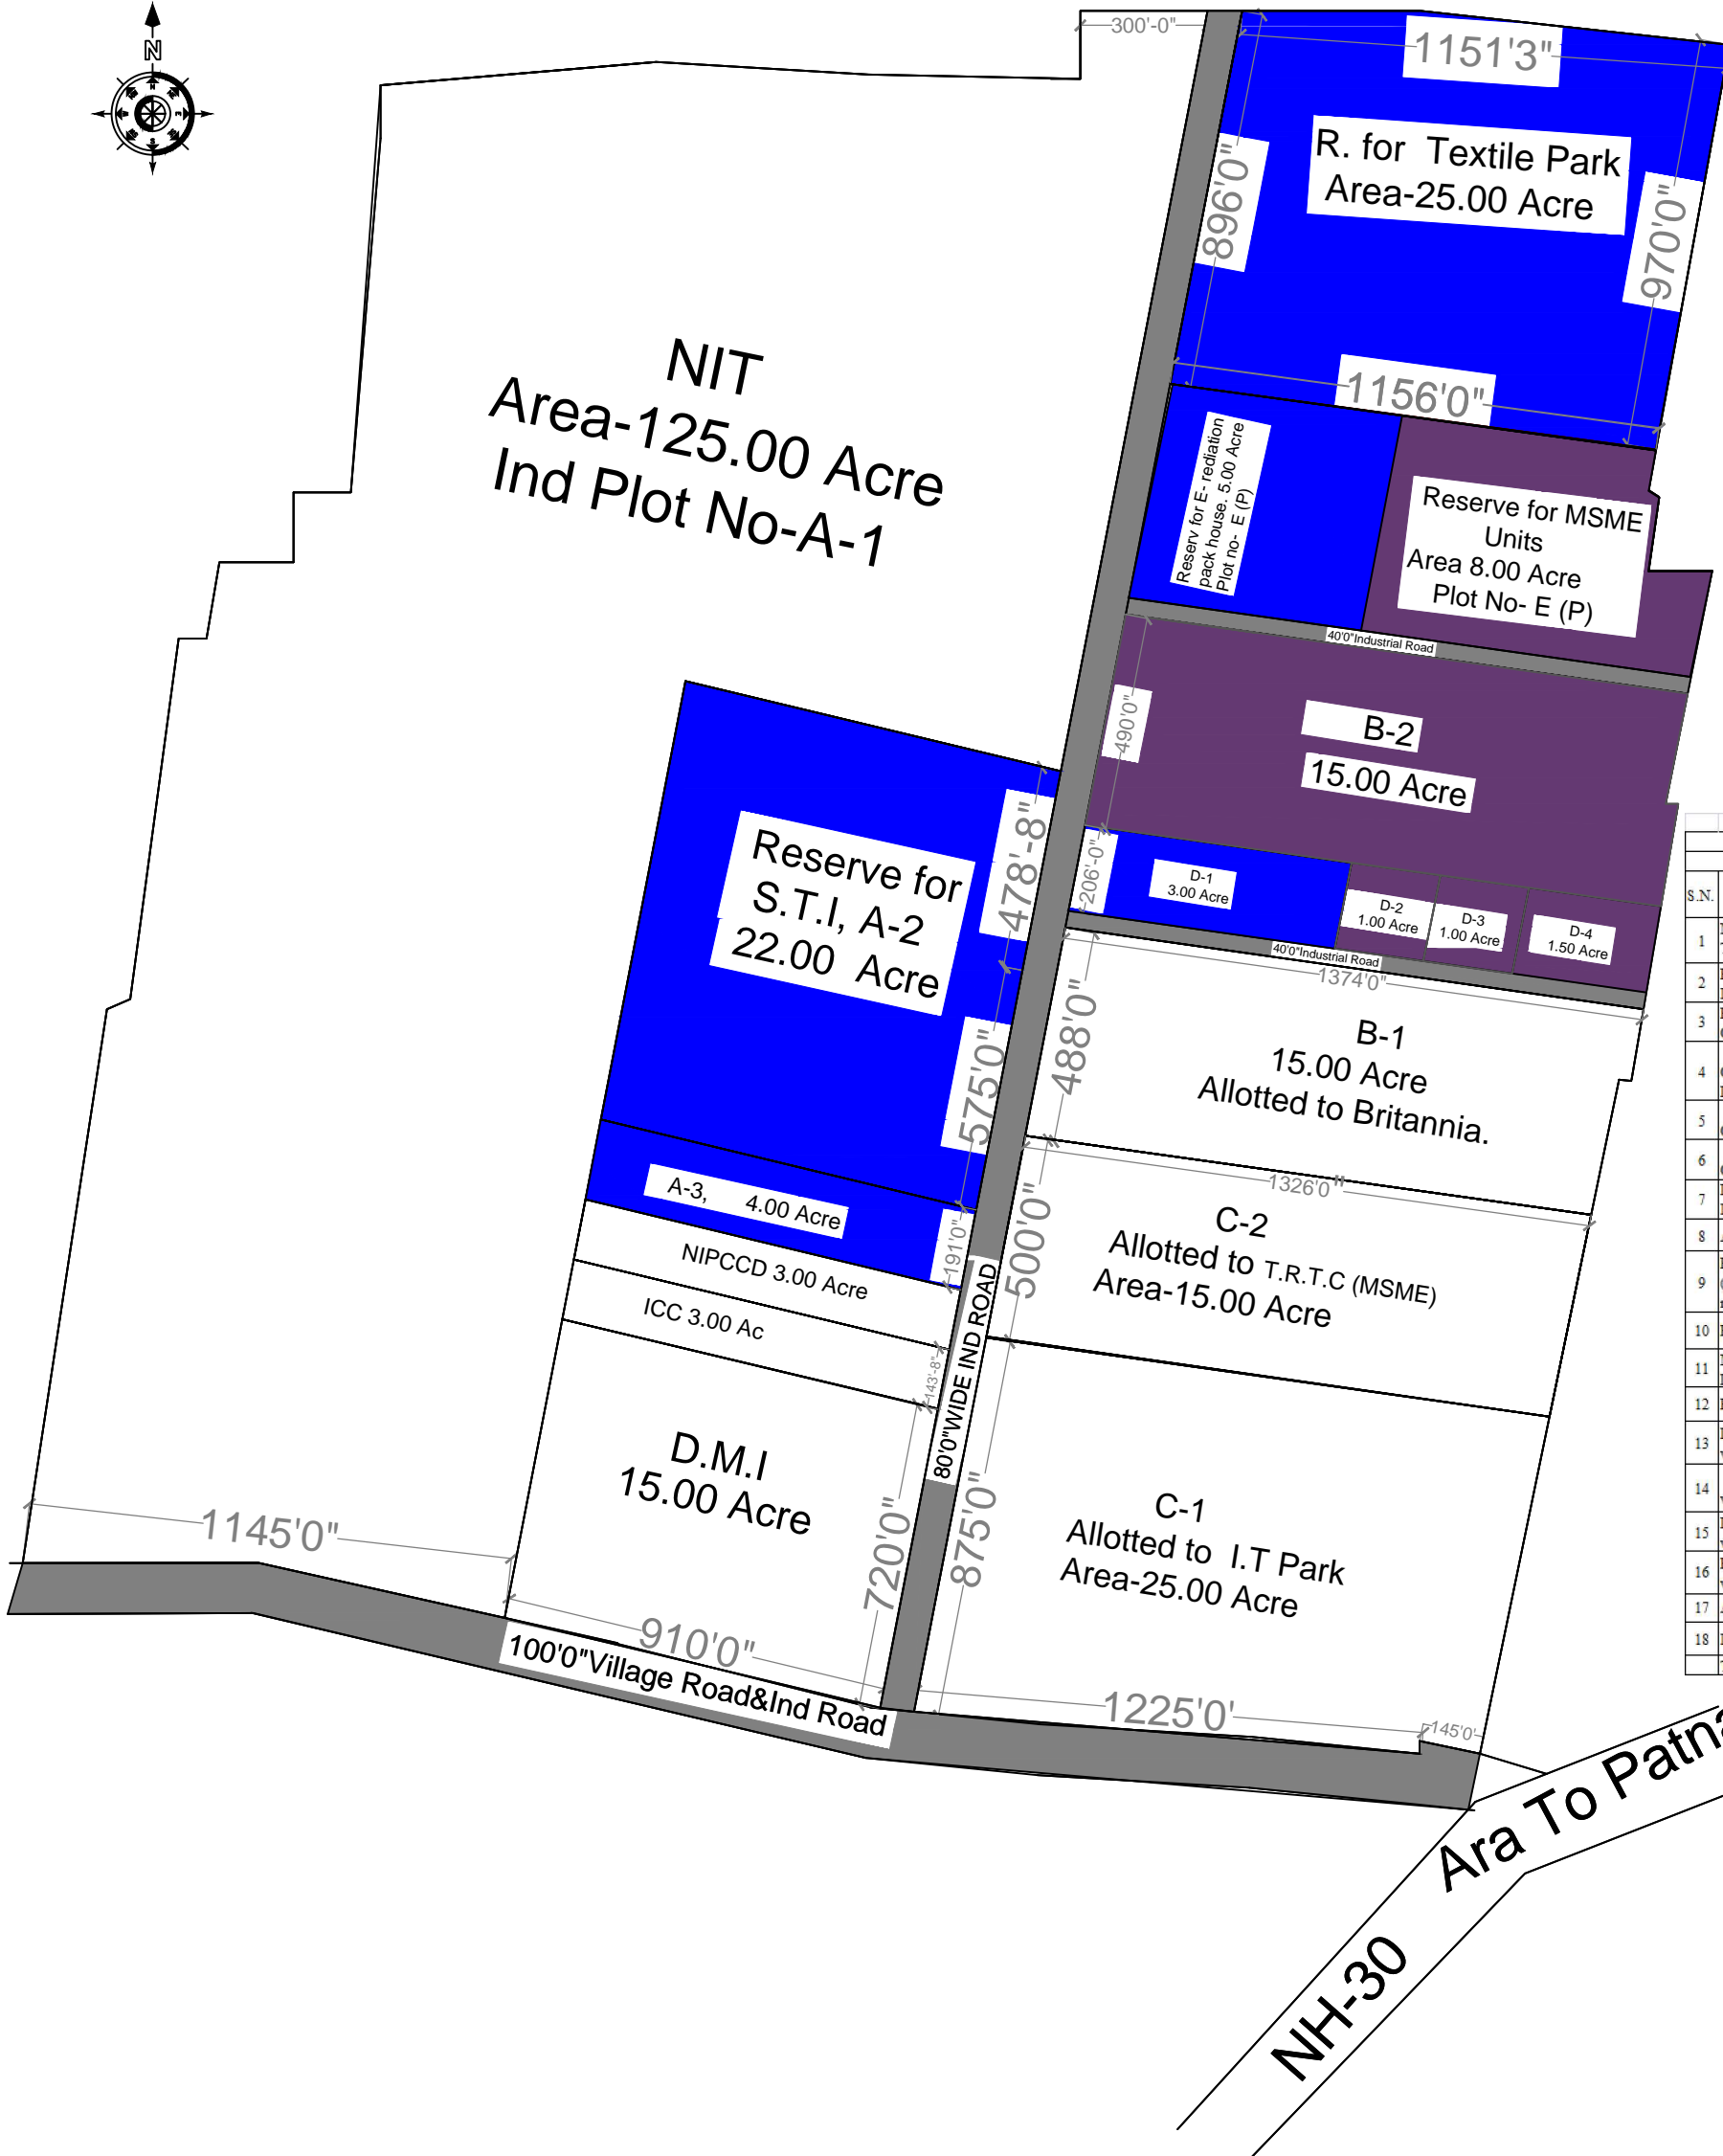 N
300'-0"
1151'3"
R. for Textile Park
Area-25.00 Acre
896'0"
970'0"
1156'0"
NIT
Area-125.00 Acre
Ind Plot No-A-1
Reserv for E- rediation
pack house. 5.00 Acre
Plot no- E (P)
Reserve for MSME
Units
Area 8.00 Acre
Plot No- E (P)
40'0"Industrial Road
490'0"
B-2
15.00 Acre
Reserve for
S.T.I, A-2
22.00 Acre
478'-8"
206'-0"
D-1
3.00 Acre
D-2
1.00 Acre
D-3
1.00 Acre
D-4
1.50 Acre
40'0"Industrial Road
1374'0"
488'0"
B-1
15.00 Acre
Allotted to Britannia.
575'0"
1326'0"
A-3, 4.00 Acre
191'0"
500'0"
C-2
Allotted to T.R.T.C (MSME)
Area-15.00 Acre
NIPCCD 3.00 Acre
ICC 3.00 Ac
143'-8"
80'0"WIDE IND ROAD
D.M.I
15.00 Acre
720'0"
875'0"
C-1
Allotted to I.T Park
Area-25.00 Acre
1145'0"
910'0"
100'0"Village Road&Ind Road
1225'0'
145'0'
S.N.
1
2
3
4
5
6
7
8
9
10
11
12
13
14
15
16
17
18
Ara To Patna
NH-30